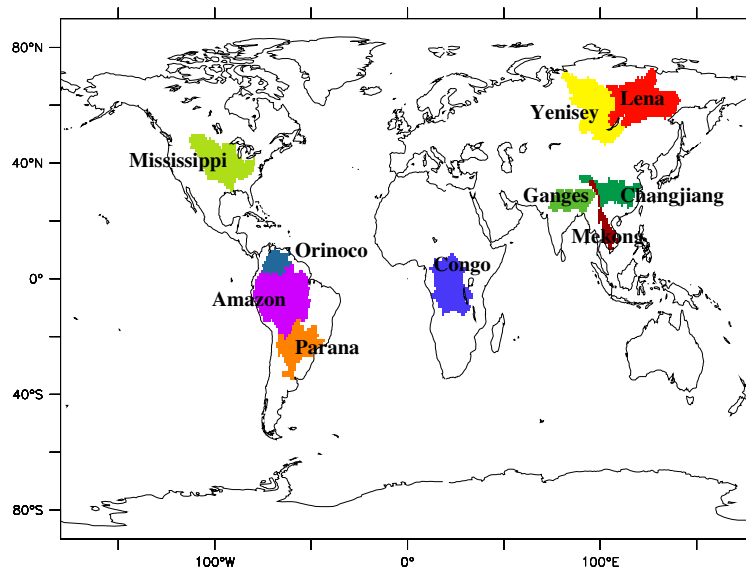 80°N
Lena
Yenisey
40°N
Mississippi
Ganges
Changjiang
Mekong
Orinoco
Congo
0°
Amazon
Parana
40°S
80°S
100°W
0°
100°E